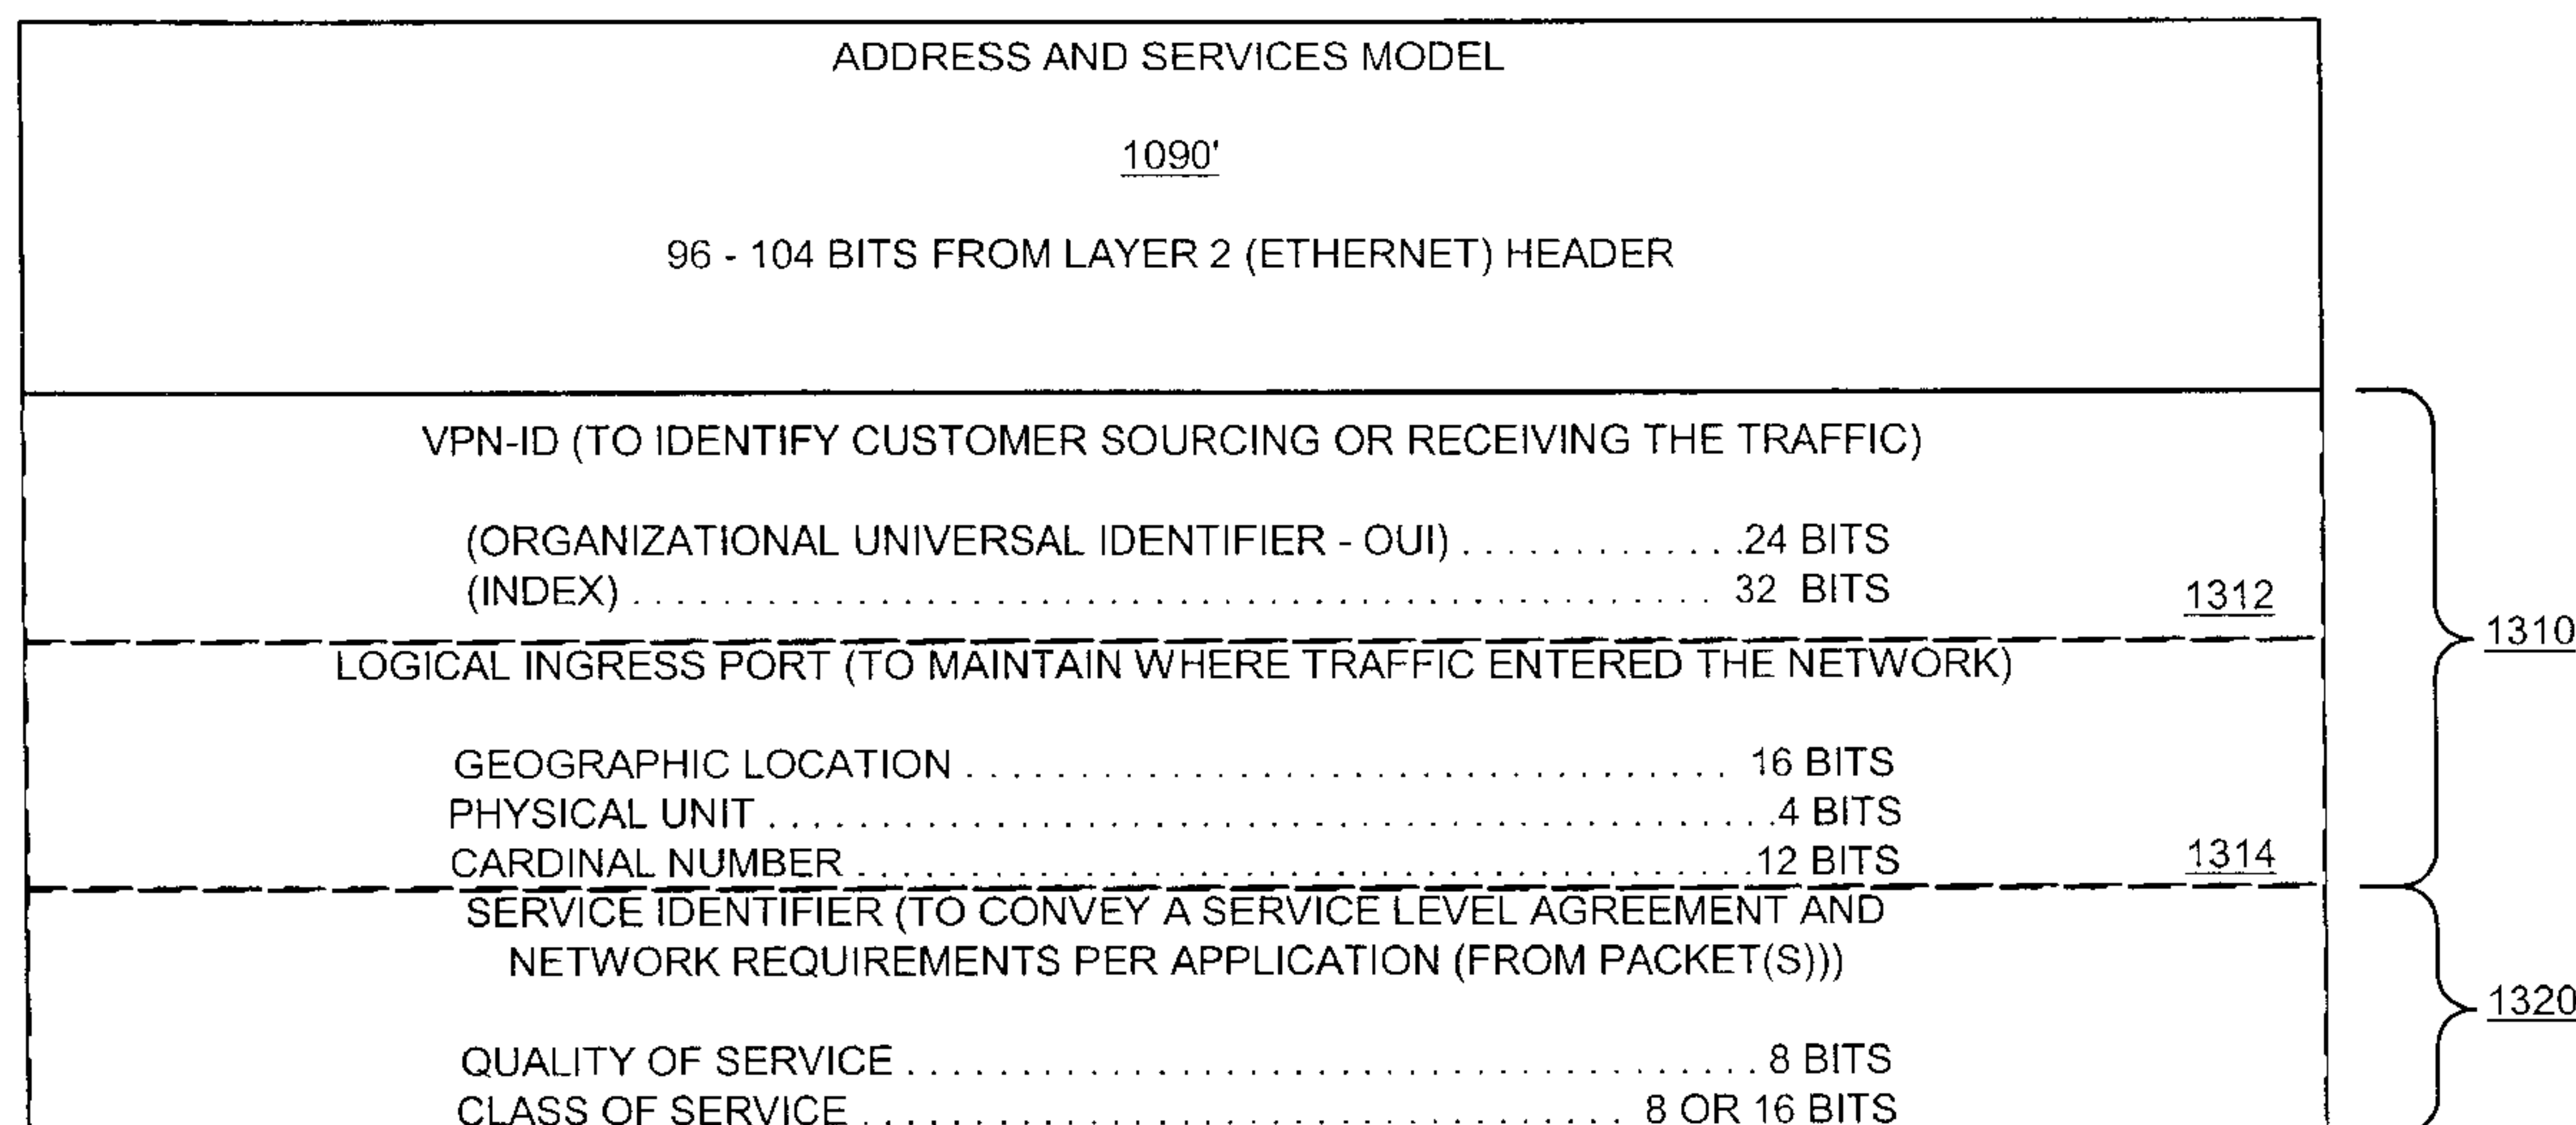 ADDRESS AND SERVICES MODEL
1090'
96 - 104 BITS FROM LAYER 2 (ETHERNET) HEADER
VPN-ID (TO IDENTIFY CUSTOMER SOURCING OR RECEIVING THE TRAFFIC)
(ORGANIZATIONAL UNIVERSAL IDENTIFIER - OUI) . . . . . . . . . . . . .24 BITS
(INDEX) . . . . . . . . . . . . . . . . . . . . . . . . . . . . . . . . . . . . . . . . . . . . . . . 32 BITS
1312
1310
LOGICAL INGRESS PORT (TO MAINTAIN WHERE TRAFFIC ENTERED THE NETWORK)
GEOGRAPHIC LOCATION . . . . . . . . . . . . . . . . . . . . . . . . . . . . . . . . . 16 BITS
PHYSICAL UNIT . . . . . . . . . . . . . . . . . . . . . . . . . . . . . . . . . . . . . . . . . . . .4 BITS
CARDINAL NUMBER . . . . . . . . . . . . . . . . . . . . . . . . . . . . . . . . . . . . . . .12 BITS
1314
SERVICE IDENTIFIER (TO CONVEY A SERVICE LEVEL AGREEMENT AND
NETWORK REQUIREMENTS PER APPLICATION (FROM PACKET(S)))
1320
QUALITY OF SERVICE . . . . . . . . . . . . . . . . . . . . . . . . . . . . . . . . . . . . . 8 BITS
CLASS OF SERVICE . . . . . . . . . . . . . . . . . . . . . . . . . . . . . . . . . 8 OR 16 BITS